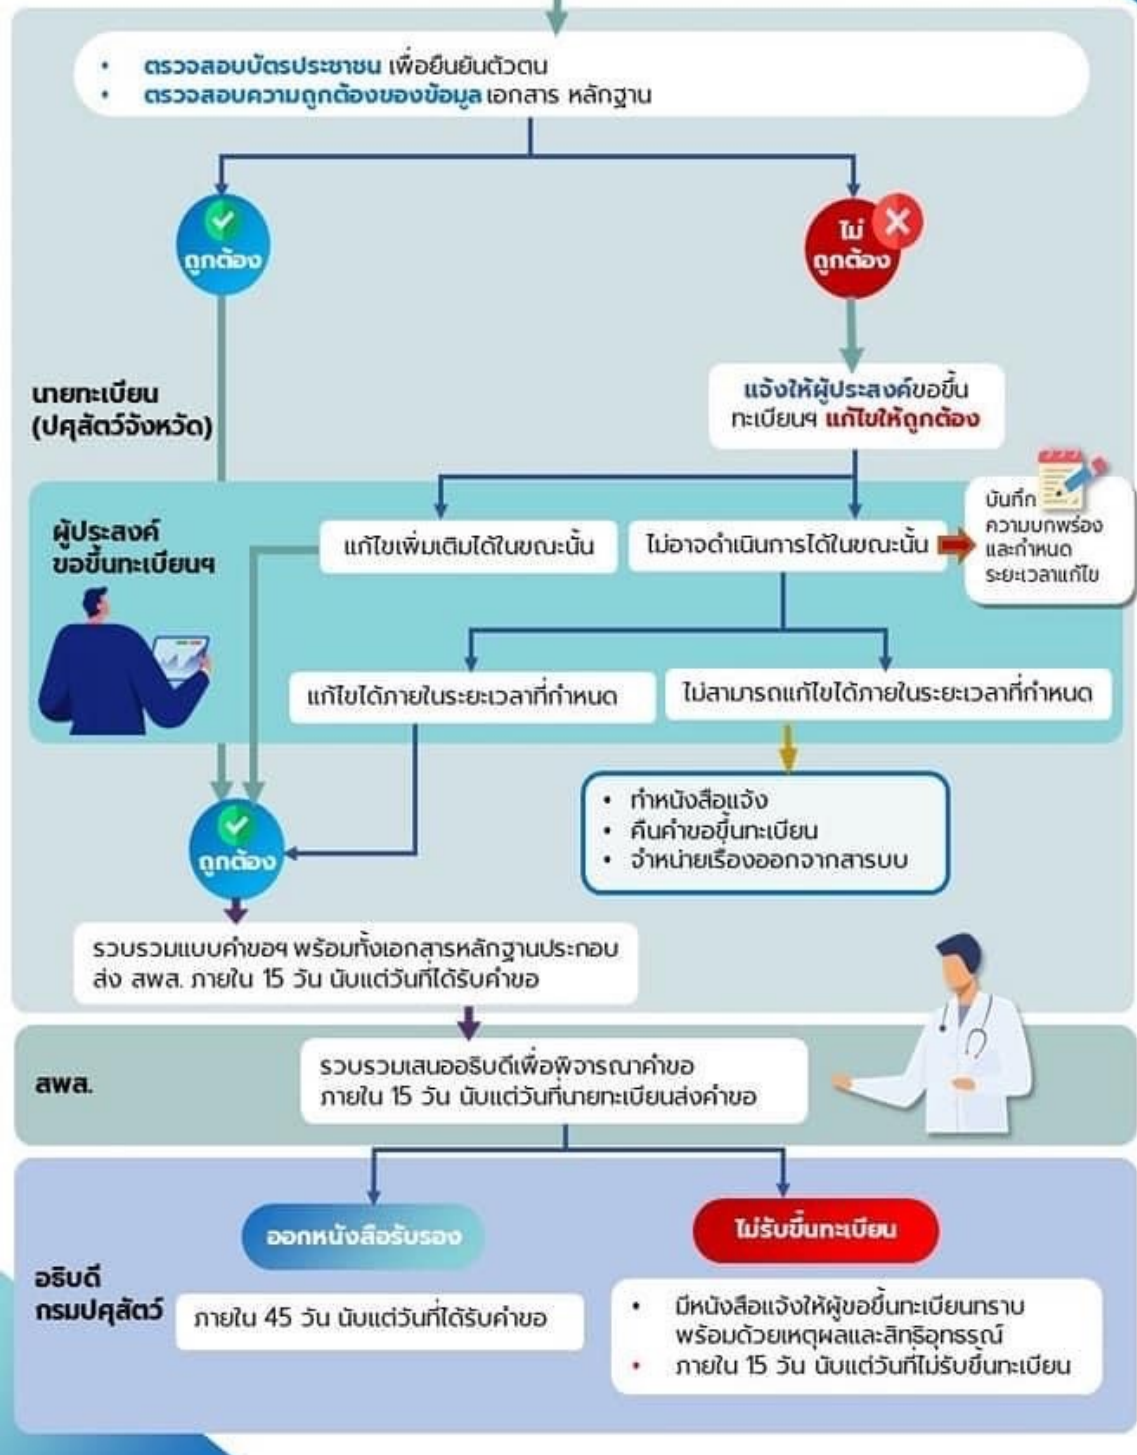 • ตรวจสอบบัตรประชาชน เพื่อยืนยันตัวตน
• ตรวจสอบความถูกต้องของข้อมูล เอกสาร หลักฐาน
ถูกต้อง
ไม่
ถูกต้อง
นายทะเบียน
(ปศุสัตว์จังหวัด)
แจ้งให้ผู้ประสงค์ขอขึ้น
ทะเบียนฯ แก้ไขให้ถูกต้อง
ผู้ประสงค์
ขอขึ้นทะเบียนฯ
แก้ไขเพิ่มเติมได้ในขณะนั้น
ไม่อาจดำเนินการได้ในขณะนั้น
บันทึก
ความบกพร่อง
และกำหนด
ระยะเวลาแก้ไข
แก้ไขได้ภายในระยะเวลาที่กำหนด
ไม่สามารถแก้ไขได้ภายในระยะเวลาที่กำหนด
• ทำหนังสือแจ้ง
• คืนคำขอขึ้นทะเบียน
• จำหน่ายเรื่องออกจากสารบบ
ถูกต้อง
รวบรวมแบบคำขอฯ พร้อมทั้งเอกสารหลักฐานประกอบ
ส่ง สพส. ภายใน 15 วัน นับแต่วันที่ได้รับคำขอ
สพส.
รวบรวมเสนออธิบดีเพื่อพิจารณาคำขอ
ภายใน 15 วัน นับแต่วันที่นายทะเบียนส่งคำขอ
อธิบดี
กรมปศุสัตว์
ออกหนังสือรับรอง
ภายใน 45 วัน นับแต่วันที่ได้รับคำขอ
ไม่รับขึ้นทะเบียน
• มีหนังสือแจ้งให้ผู้ขอขึ้นทะเบียนทราบ
พร้อมด้วยเหตุผลและสิทธิอุทธรณ์
• ภายใน 15 วัน นับแต่วันที่ไม่รับขึ้นทะเบียน